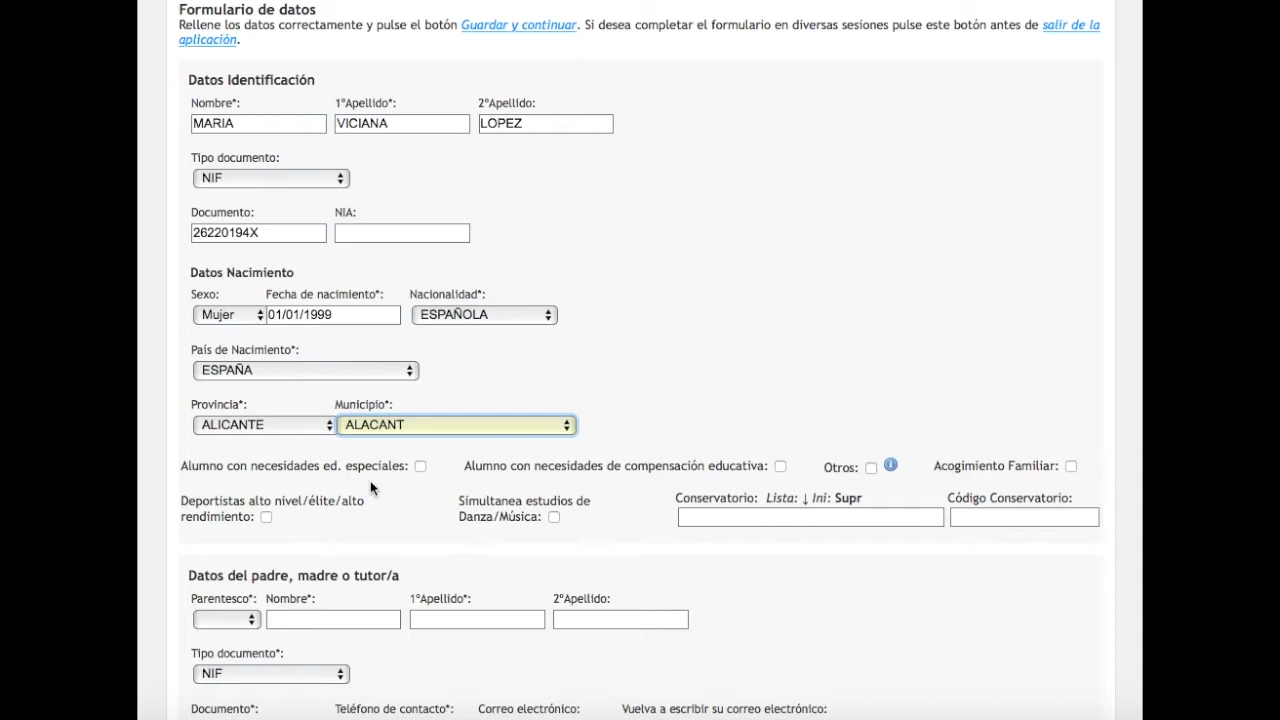 Formulario de datos
Rellene los datos correctamente y pulse el botón Guardar y continuar. Si desea completar el formulario en diversas sesiones pulse este botón antes de salir de la
aplicación.
Datos Identificación
Nombre*: 1ºApellido*: 2ºApellido:
MARIA VICIANA LOPEZ
Tipo documento:
NIF
Documento: NIA:
26220194X
Datos Nacimiento
Sexo: Fecha de nacimiento*: Nacionalidad*:
Mujer 01/01/1999 ESPAÑOLA
País de Nacimiento*:
ESPAÑA
Provincia*: Municipio*:
ALICANTE ALACANT
Alumno con necesidades ed. especiales: Alumno con necesidades de compensación educativa: Otros: Acogimiento Familiar:
Deportistas alto nivel/élite/alto
rendimiento:
Simultanea estudios de
Danza/Música:
Conservatorio: Lista: ↓ Ini: Supr Código Conservatorio:
Datos del padre, madre o tutor/a
Parentesco*: Nombre*: 1ºApellido*: 2ºApellido:
Tipo documento*:
NIF
Documento*: Teléfono de contacto*: Correo electrónico: Vuelva a escribir su correo electrónico: